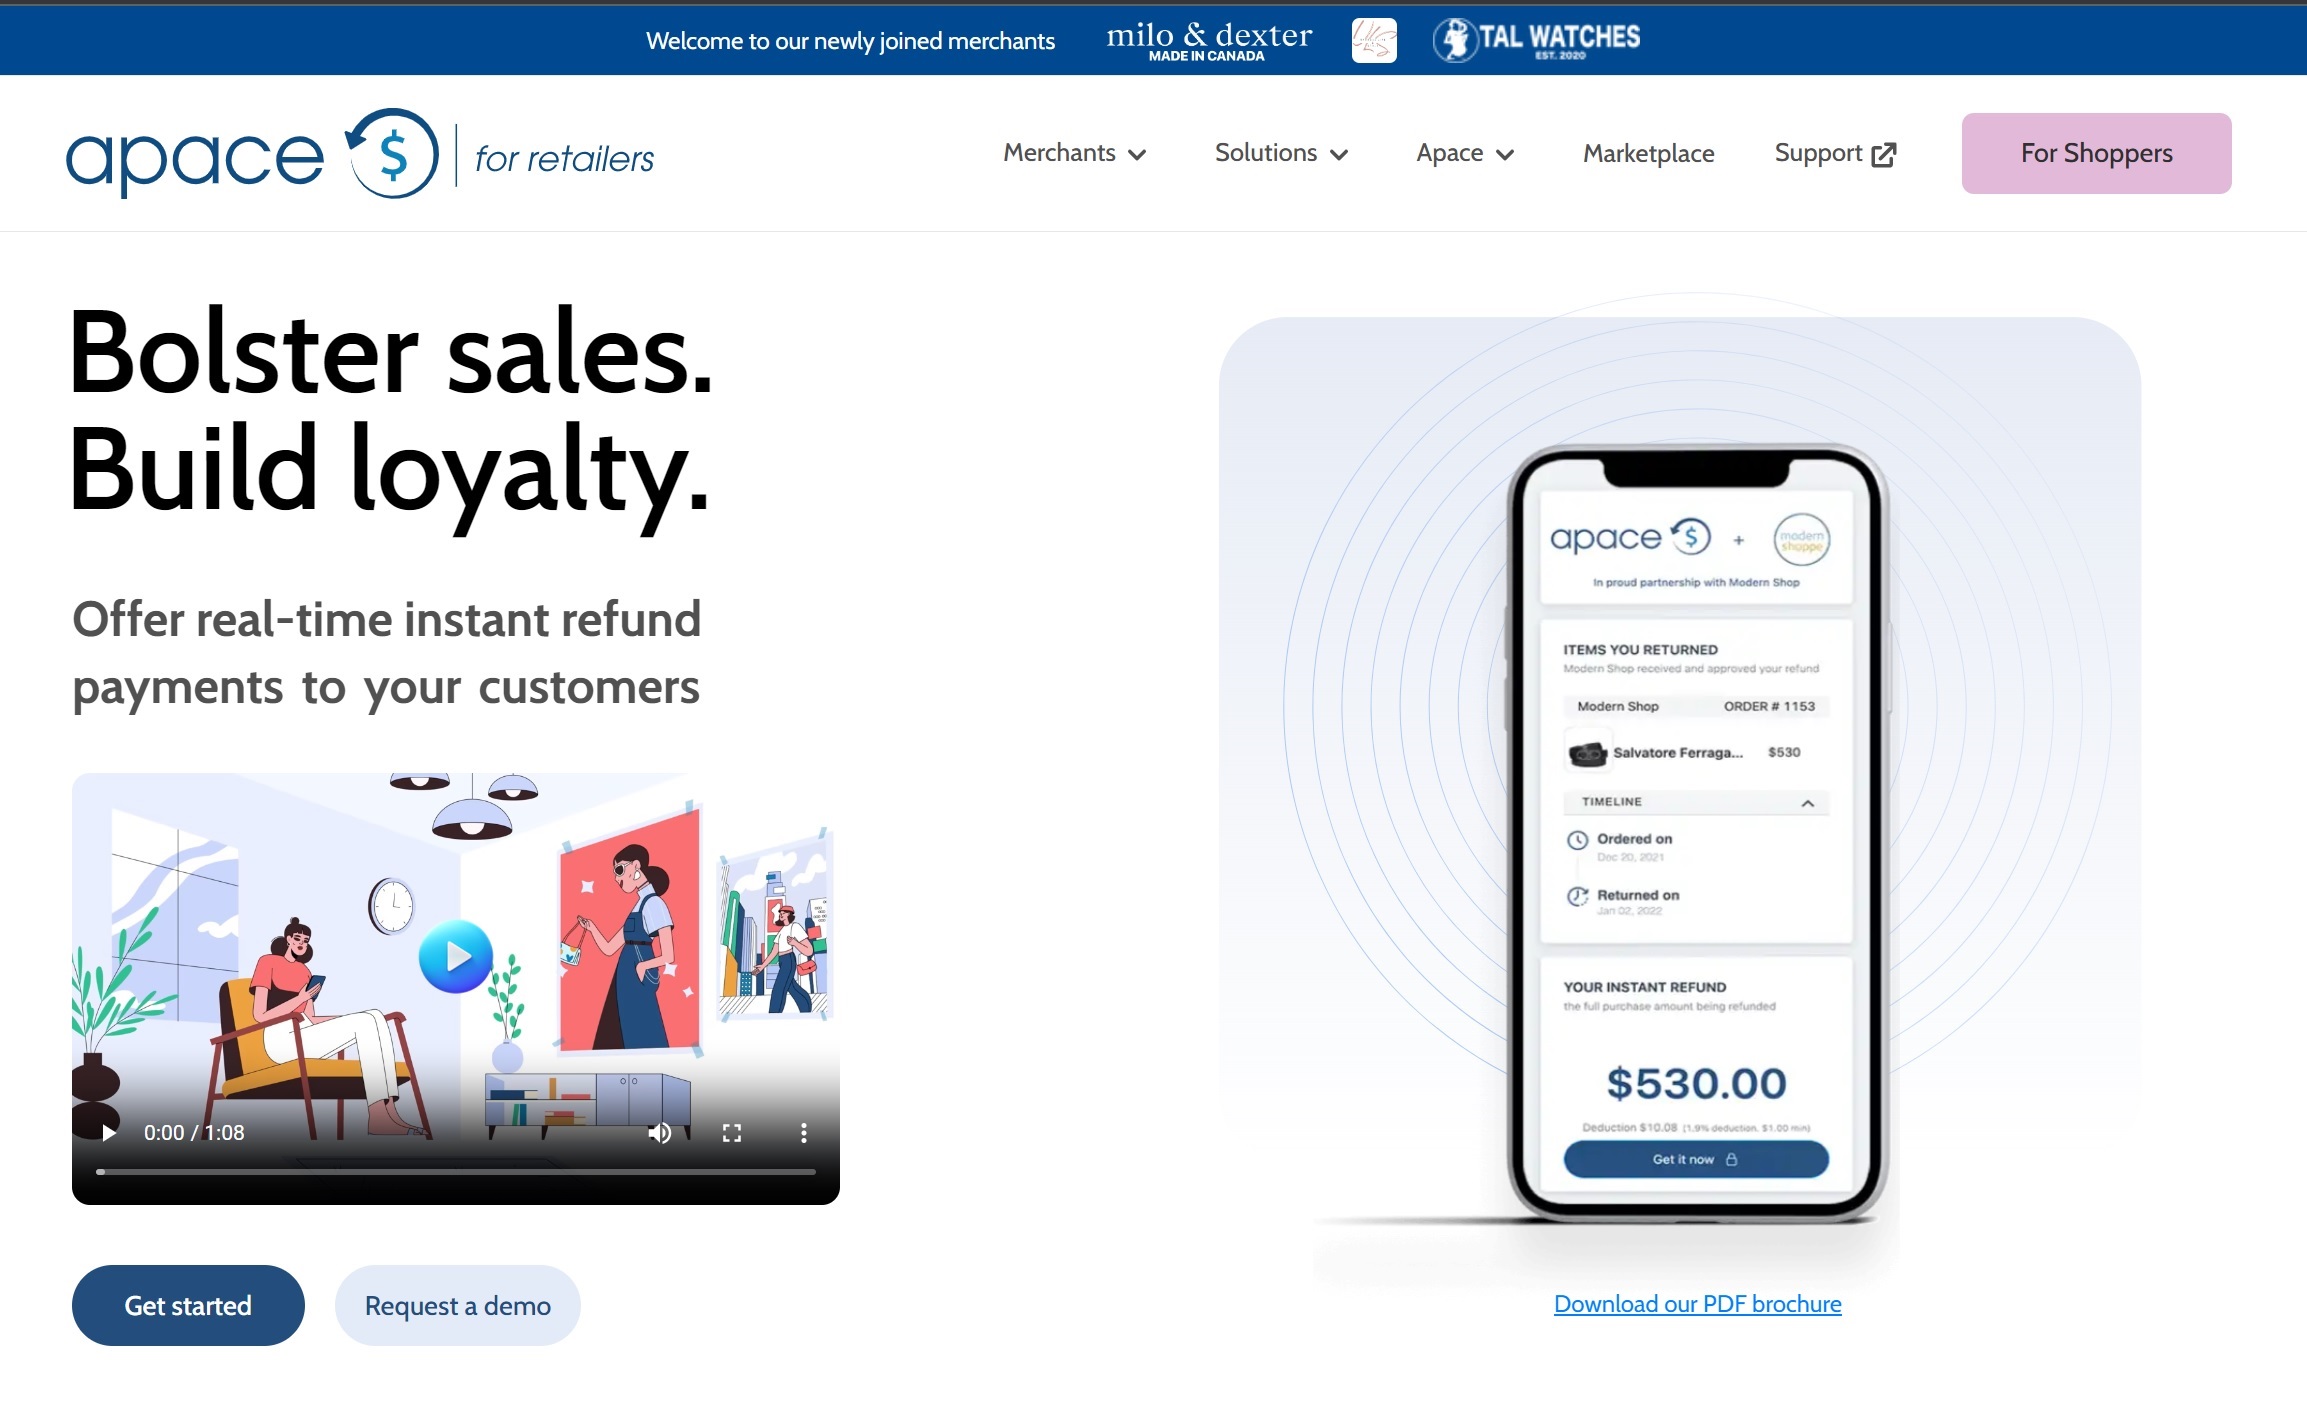 Welcome to our newly joined merchants
milo & dexter
MADE IN CANADA
TAL WATCHES
EST. 2020
apace $ for retailers
Merchants
Solutions
Apace
Marketplace
Support
For Shoppers
Bolster sales.
Build loyalty.
Offer real-time instant refund
payments to your customers
0:00 / 1:08
Get started
Request a demo
apace $ +
modern
shoppe
In proud partnership with Modern Shop
ITEMS YOU RETURNED
Modern Shop received and approved your refund
Modern Shop ORDER # 1153
Salvatore Ferraga... $530
TIMELINE
Ordered on
Dec 20, 2021
Returned on
Jan 02, 2022
YOUR INSTANT REFUND
the full purchase amount being refunded
$530.00
Deduction $10.08 (1.9% deduction, $1.00 min)
Get it now
Download our PDF brochure